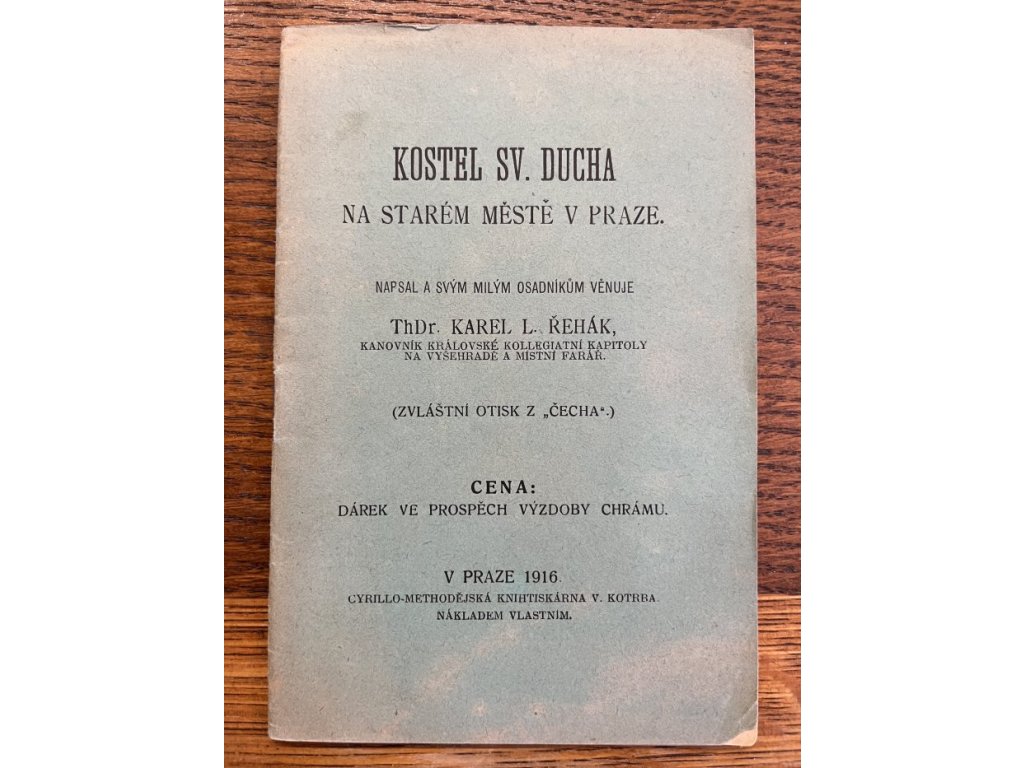 KOSTEL SV. DUCHA
NA STARÉM MĚSTĚ V PRAZE.
NAPSAL A SVÝM MILÝM OSADNÍKŮM VĚNUJE
ThDr. KAREL L. ŘEHÁK,
KANOVNÍK KRÁLOVSKÉ KOLLEGIATNÍ KAPITOLY
NA VYŠEHRADĚ A MÍSTNÍ FARÁŘ.
(ZVLÁŠTNÍ OTISK Z „ČECHA“.)
CENA:
DÁREK VE PROSPĚCH VÝZDOBY CHRÁMU.
V PRAZE 1916.
CYRILLO-METHODĚJSKÁ KNIHTISKÁRNA V. KOTRBA.
NÁKLADEM VLASTNÍM.